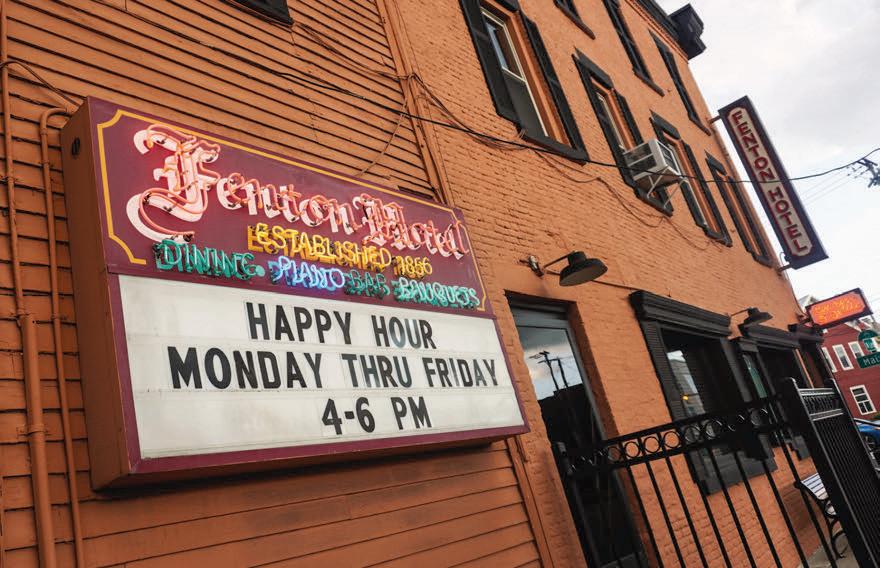 Fenton Hotel
ESTABLISHED 1856
DINING PIANO BAR BANQUETS
HAPPY HOUR
MONDAY THRU FRIDAY
4-6 PM
FENTON HOTEL